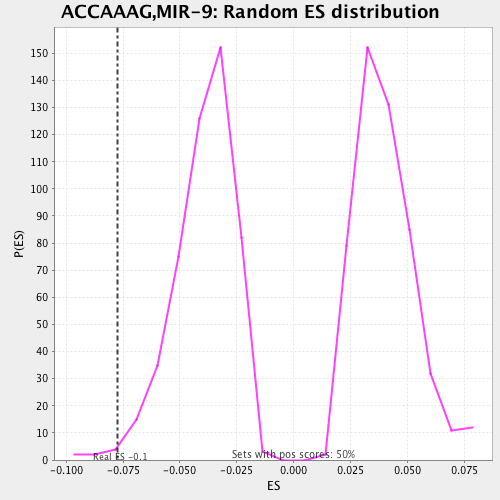 ACCAAAG,MIR-9: Random ES distribution
150
140
130
120
110
100
90
80
70
60
50
40
30
20
10
0
P(ES)
Real ES -0.1
Sets with pos scores: 50%
-0.100 -0.075 -0.050 -0.025 0.000 0.025 0.050 0.075
ES